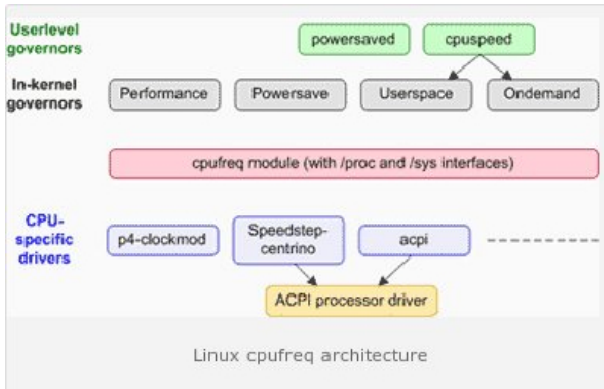 Userlevel
governors
powersaved
cpuspeed
In-kernel
governors
Performance
Powersave
Userspace
Ondemand
cpufreq module (with /proc and /sys interfaces)
CPU-
specific
drivers
p4-clockmod
Speedstep-
centrino
acpi
ACPI processor driver
Linux cpufreq architecture